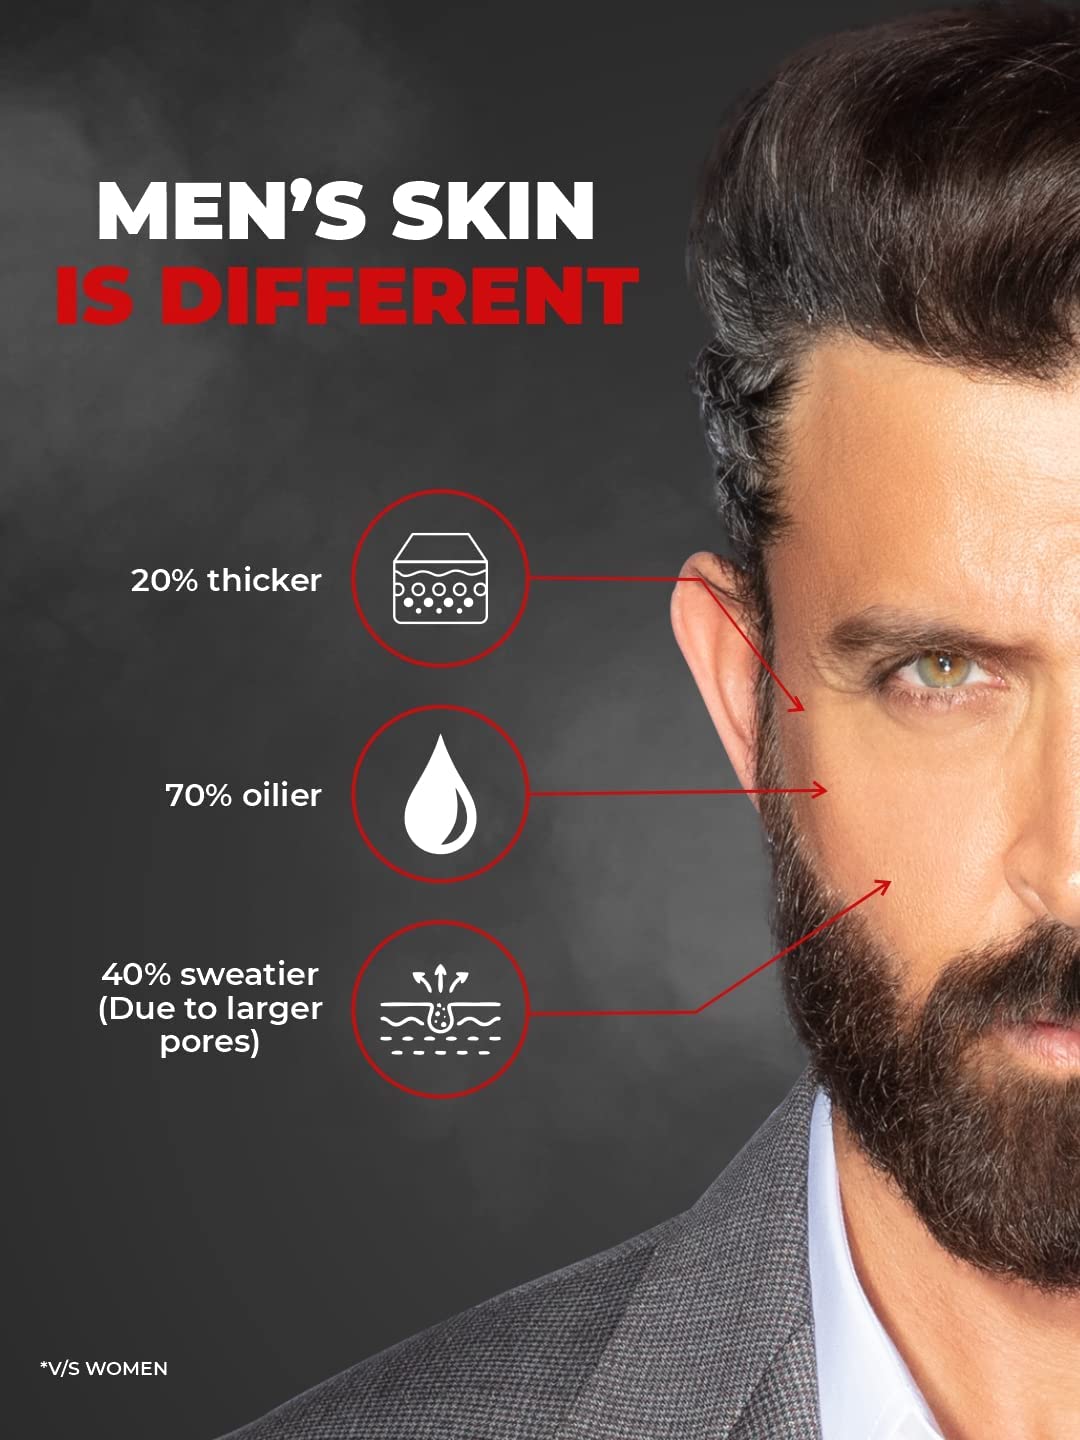 MEN'S SKIN
IS DIFFERENT
20% thicker
70% oilier
40% sweatier
(Due to larger
pores)
*V/S WOMEN